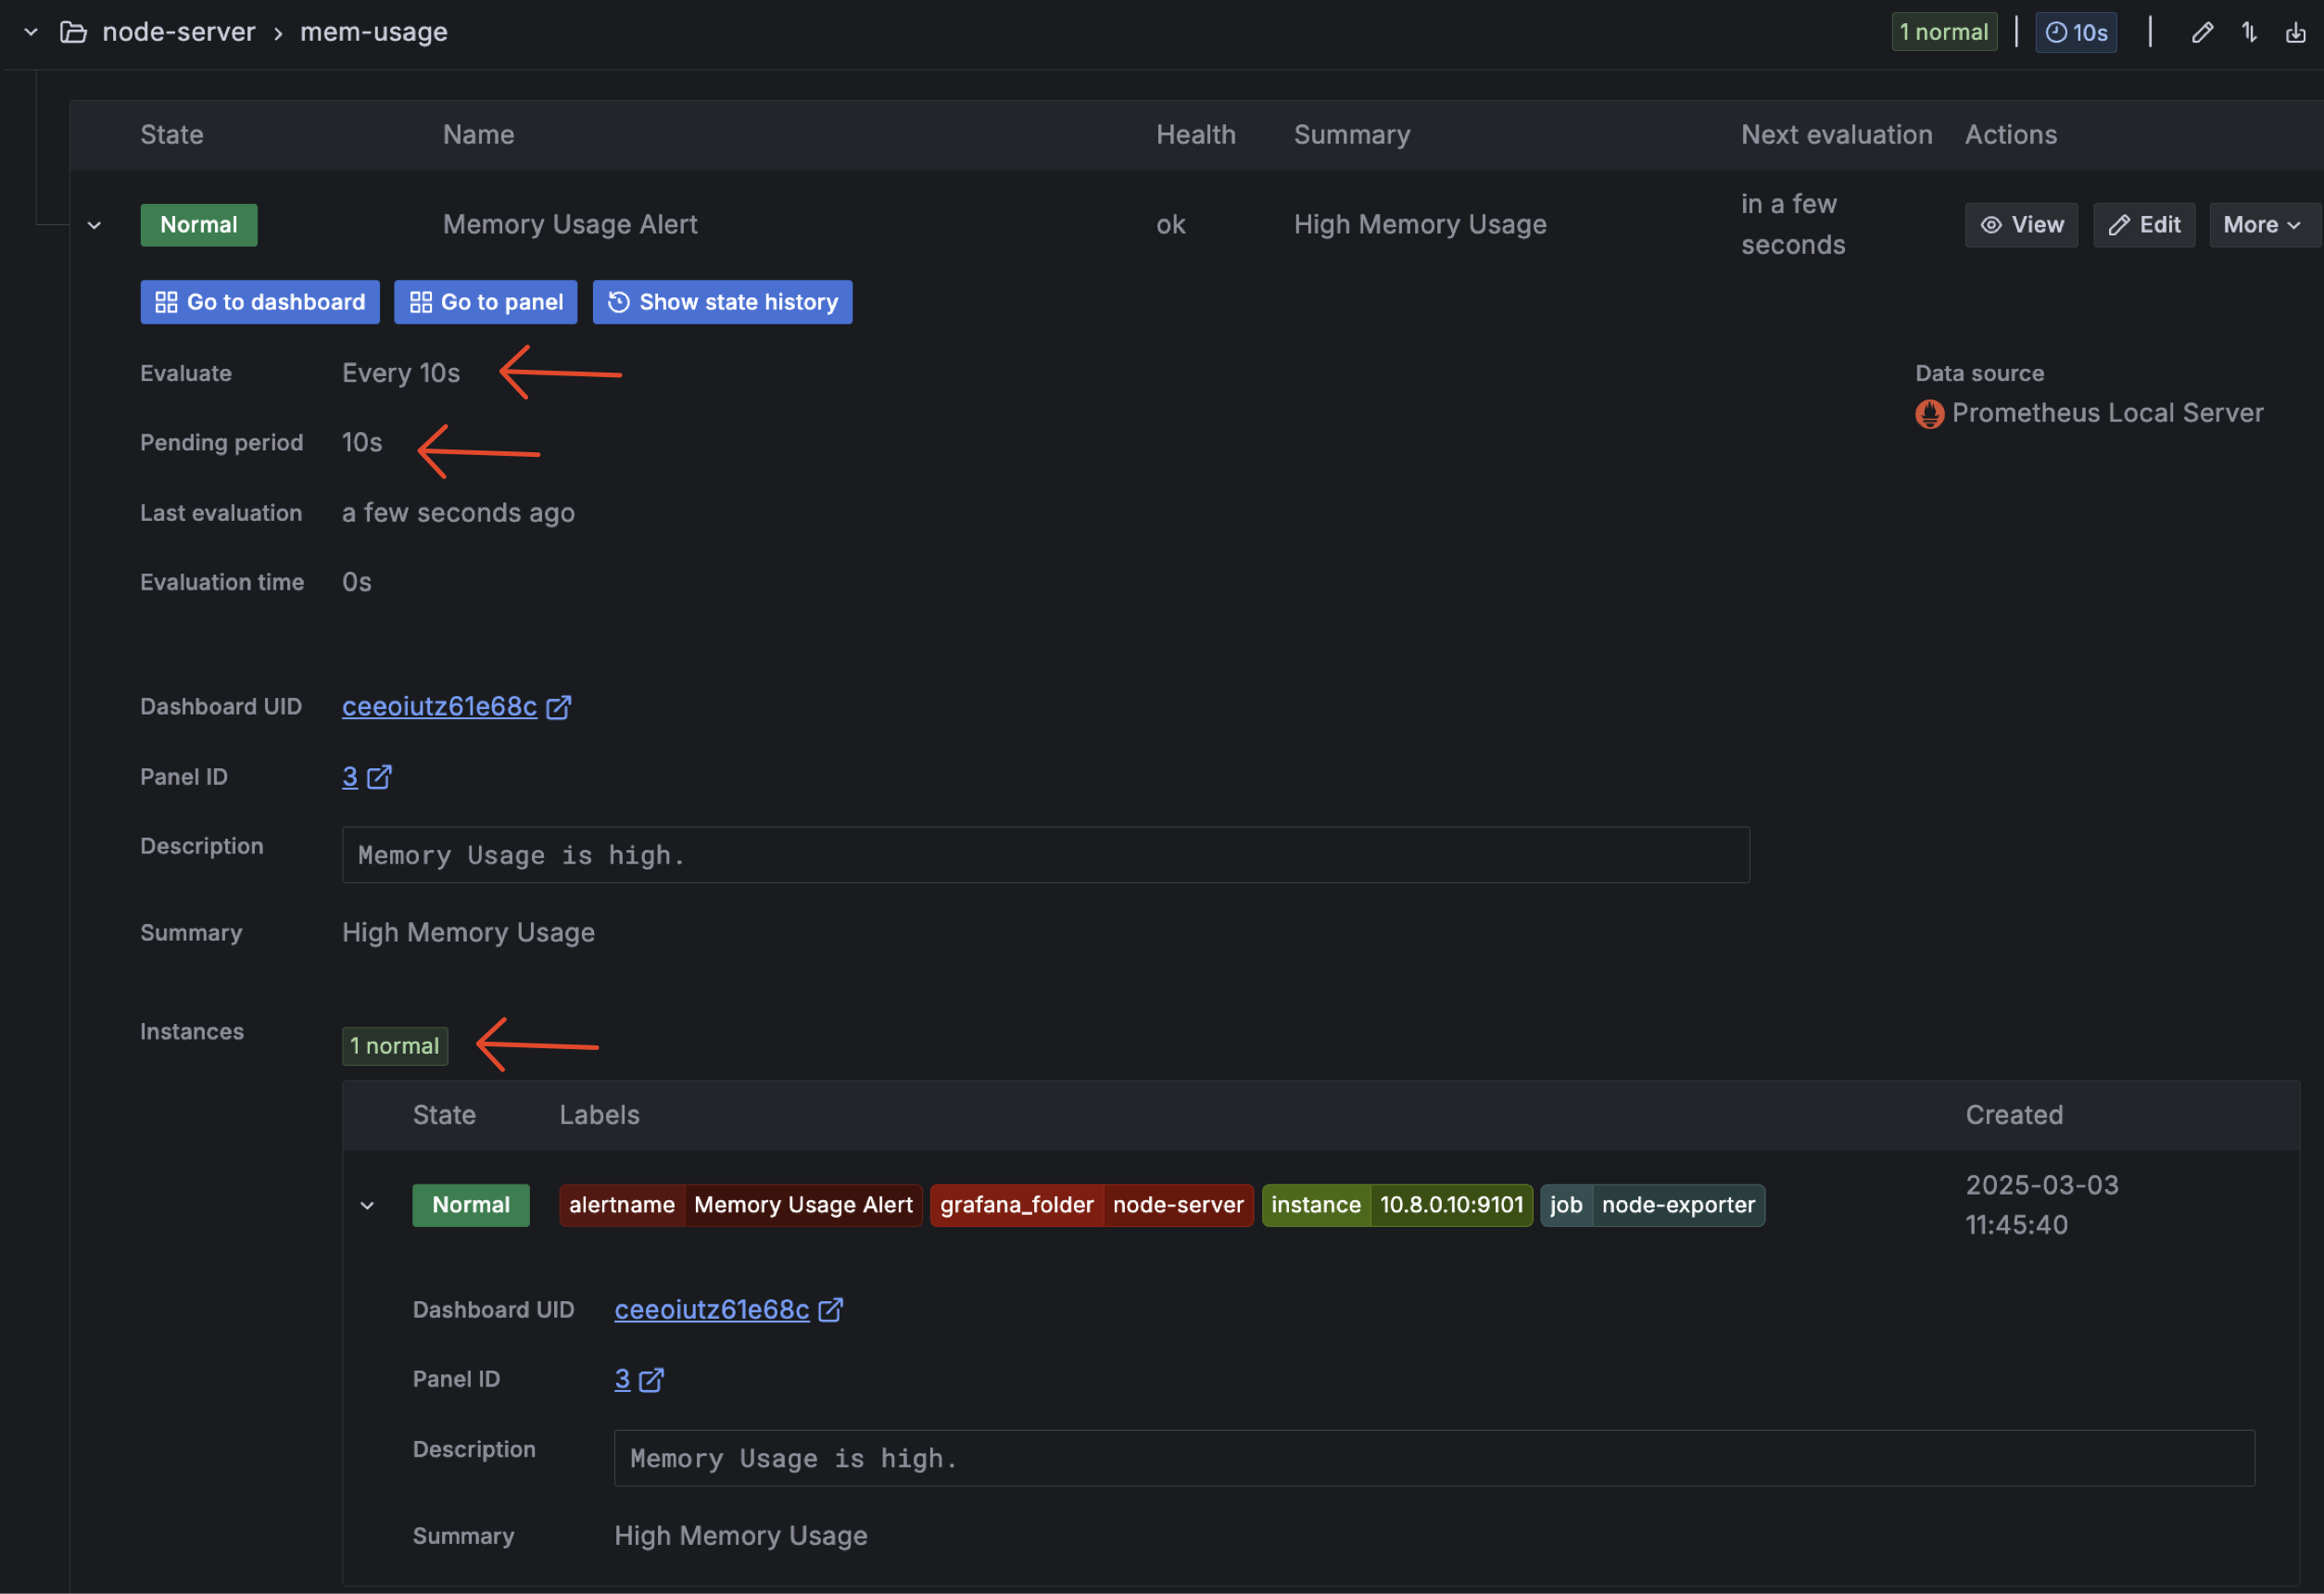 node-server › mem-usage 1 normal | 10s |
State Name Health Summary Next evaluation Actions
Normal Memory Usage Alert ok High Memory Usage in a few seconds View Edit More
Go to dashboard Go to panel Show state history
Evaluate Every 10s Data source
Prometheus Local Server
Pending period 10s
Last evaluation a few seconds ago
Evaluation time 0s
Dashboard UID ceeoiutz61e68c
Panel ID 3
Description Memory Usage is high.
Summary High Memory Usage
Instances 1 normal
State Labels Created
Normal alertname Memory Usage Alert grafana_folder node-server instance 10.8.0.10:9101 job node-exporter 2025-03-03 11:45:40
Dashboard UID ceeoiutz61e68c
Panel ID 3
Description Memory Usage is high.
Summary High Memory Usage